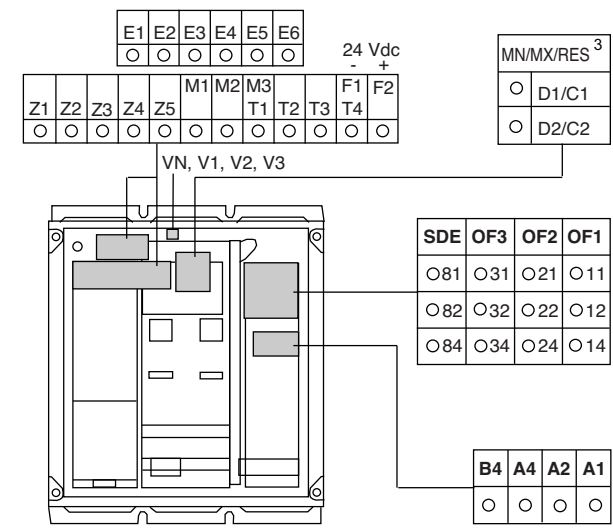 E1 E2 E3 E4 E5 E6
24 Vdc
- +
MN/MX/RES 3
D1/C1
D2/C2
M1 M2 M3 F1 F2
Z1 Z2 Z3 Z4 Z5 T1 T2 T3 T4
VN, V1, V2, V3
SDE OF3 OF2 OF1
81 31 21 11
82 32 22 12
84 34 24 14
B4 A4 A2 A1